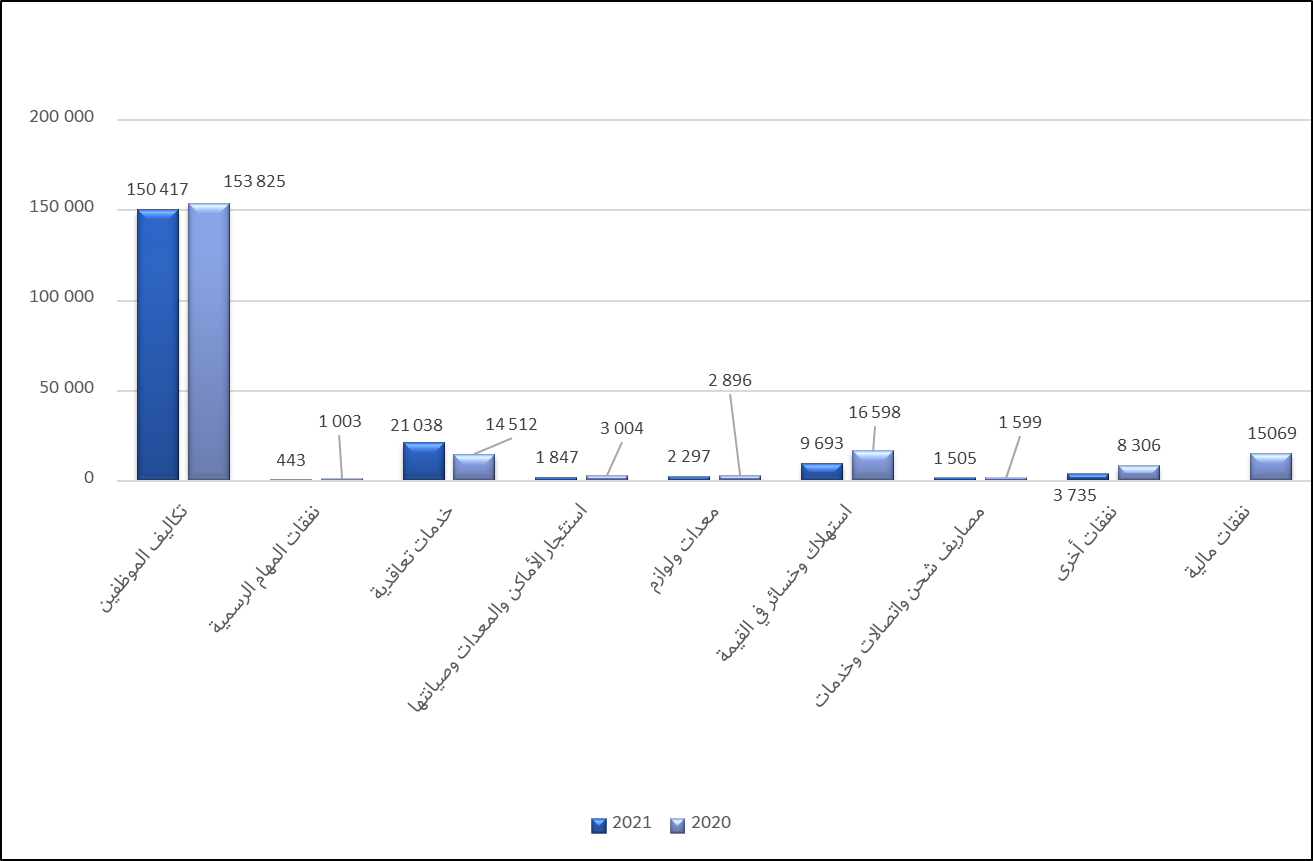 200 000
150 000
100 000
50 000
0
150 417
153 825
443
1 003
21 038
14 512
1 847
3 004
2 297
2 896
9 693
16 598
1 505
1 599
3 735
8 306
15069
تكاليف الموظفين
نفقات المهام الرسمية
خدمات تعاقدية
استئجار الأماكن والمعدات وصيانتها
معدات ولوازم
استهلاك وخسائر في القيمة
مصاريف شحن واتصالات وخدمات
نفقات أخرى
نفقات مالية
2021
2020